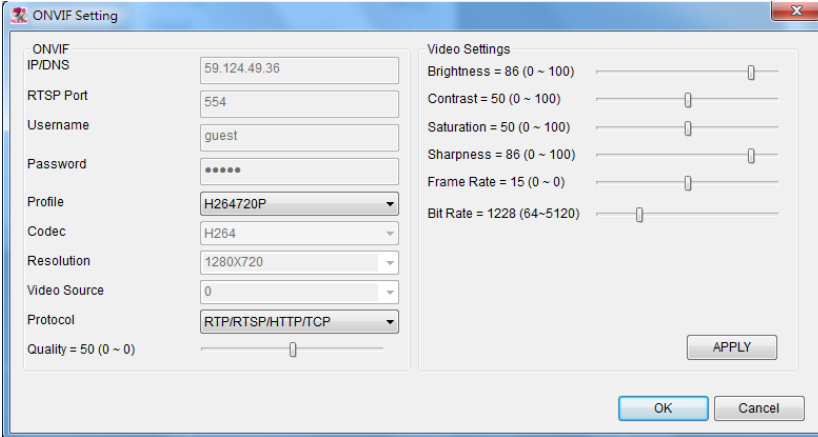 ONVIF Setting
ONVIF
IP/DNS 59.124.49.36
RTSP Port 554
Username guest
Password •••••
Profile H264720P
Codec H264
Resolution 1280X720
Video Source 0
Protocol RTP/RTSP/HTTP/TCP
Quality = 50 (0 ~ 0)
Video Settings
Brightness = 86 (0 ~ 100)
Contrast = 50 (0 ~ 100)
Saturation = 50 (0 ~ 100)
Sharpness = 86 (0 ~ 100)
Frame Rate = 15 (0 ~ 0)
Bit Rate = 1228 (64~5120)
APPLY
OK Cancel